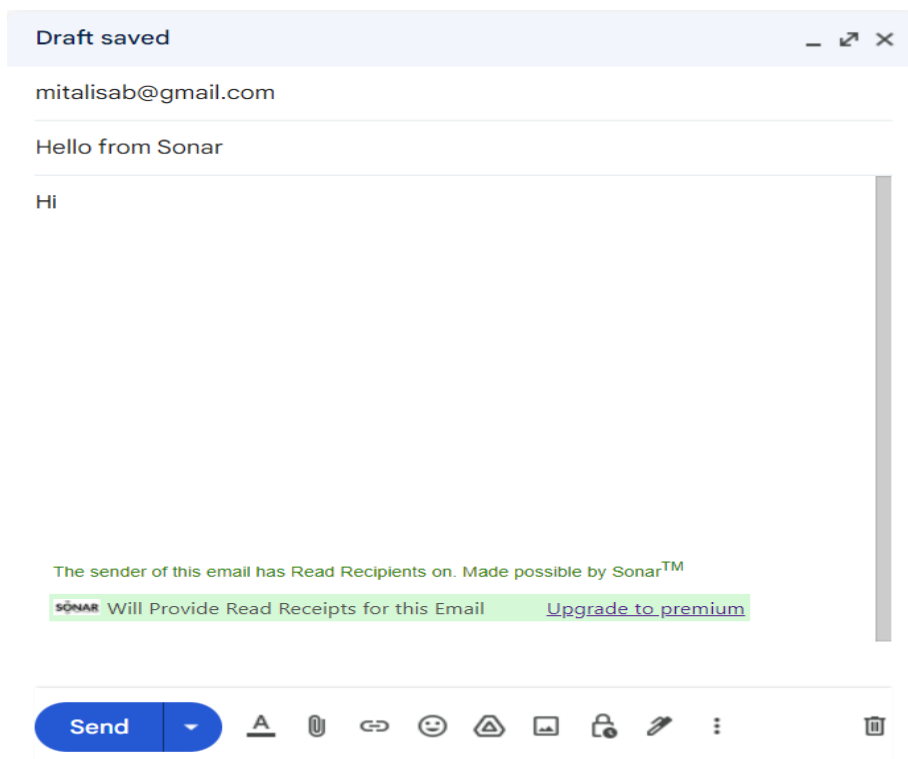 Draft saved
mitalisab@gmail.com
Hello from Sonar
Hi
The sender of this email has Read Recipients on. Made possible by Sonar™
SONAR Will Provide Read Receipts for this Email Upgrade to premium
Send